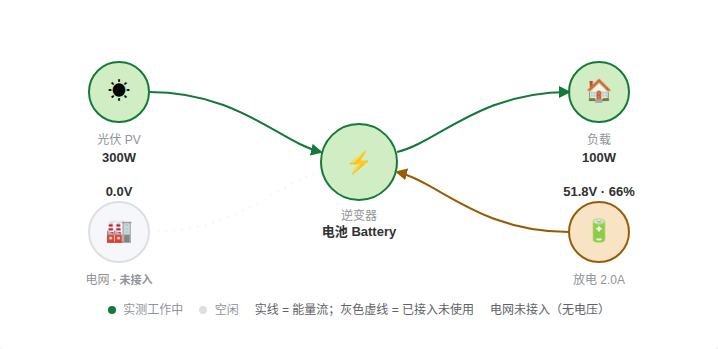 光伏 PV
300W
负载
100W
0.0V
51.8V · 66%
逆变器
电池 Battery
电网 · 未接入
放电 2.0A
实测工作中
空闲
实线 = 能量流；灰色虚线 = 已接入未使用
电网未接入（无电压）